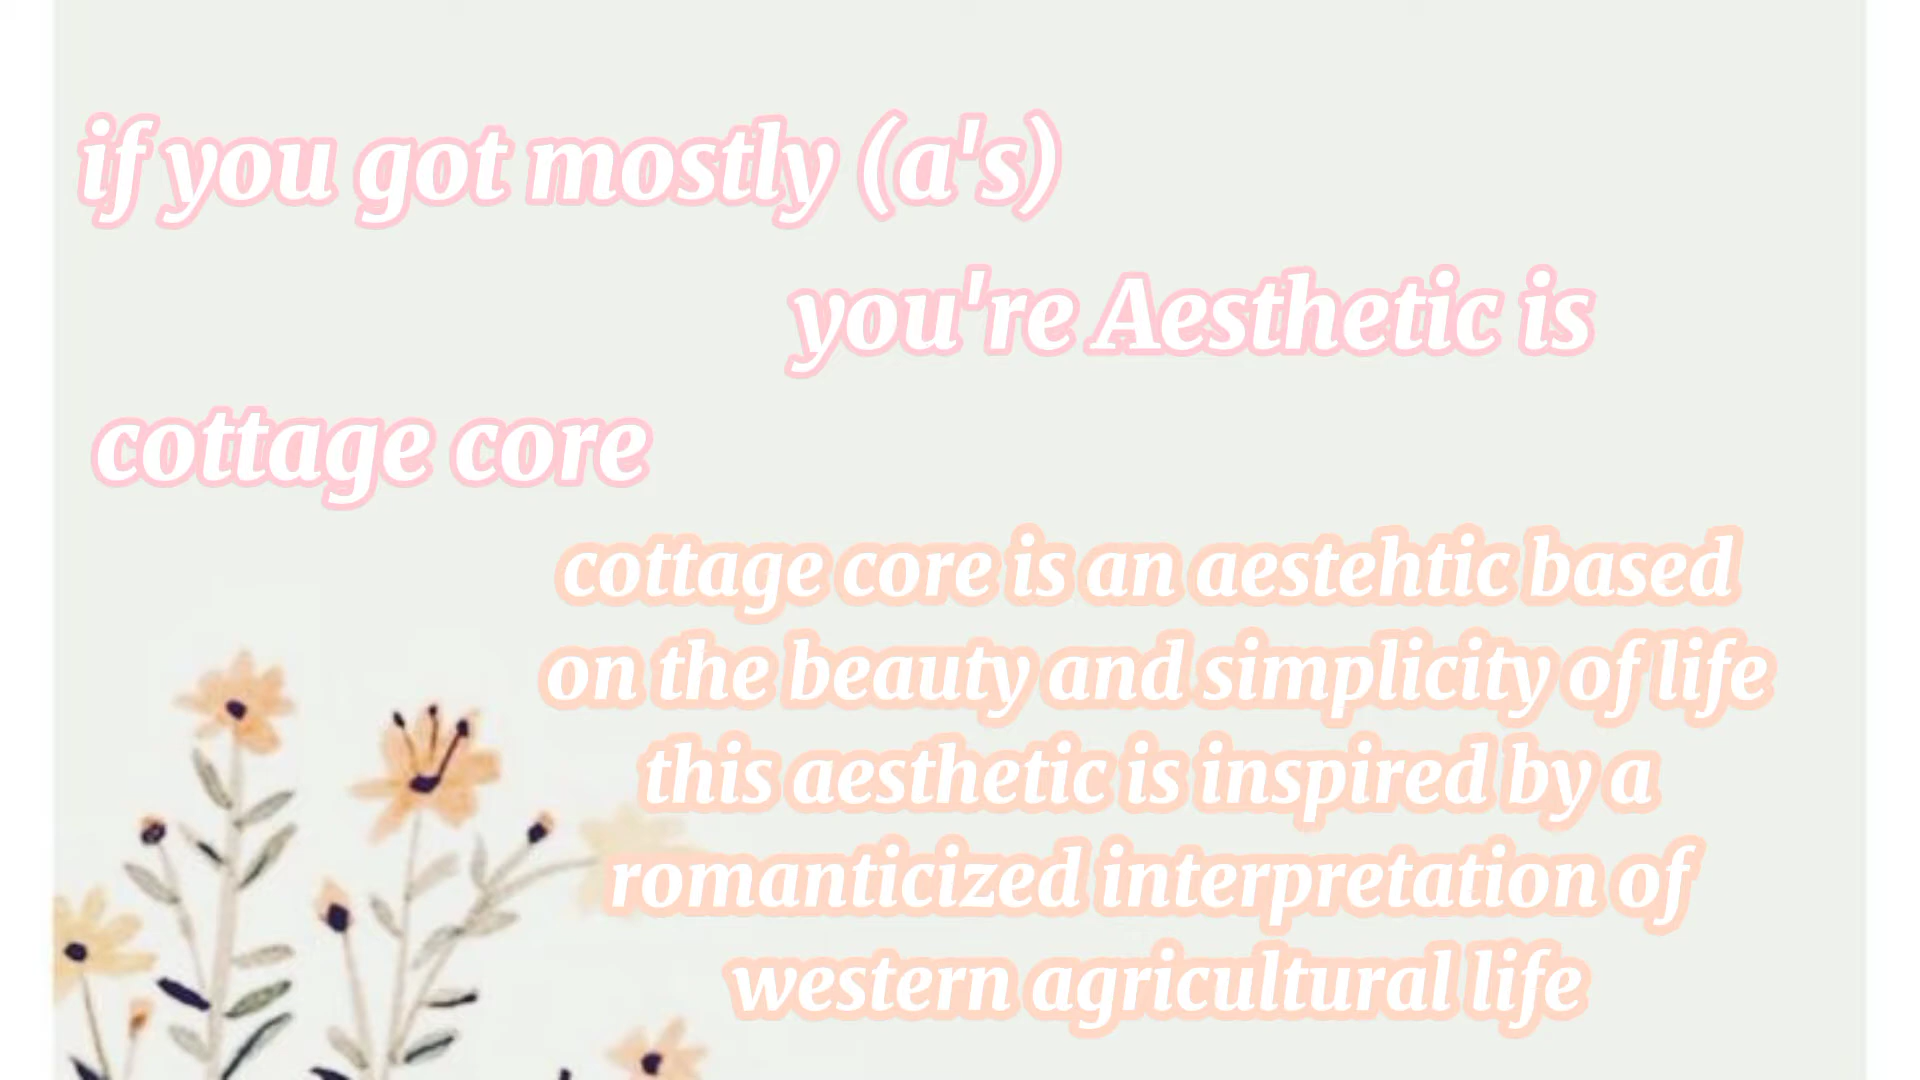 if you got mostly (a's)
you're Aesthetic is
cottage core
cottage core is an aestehtic based
on the beauty and simplicity of life
this aesthetic is inspired by a
romanticized interpretation of
western agricultural life